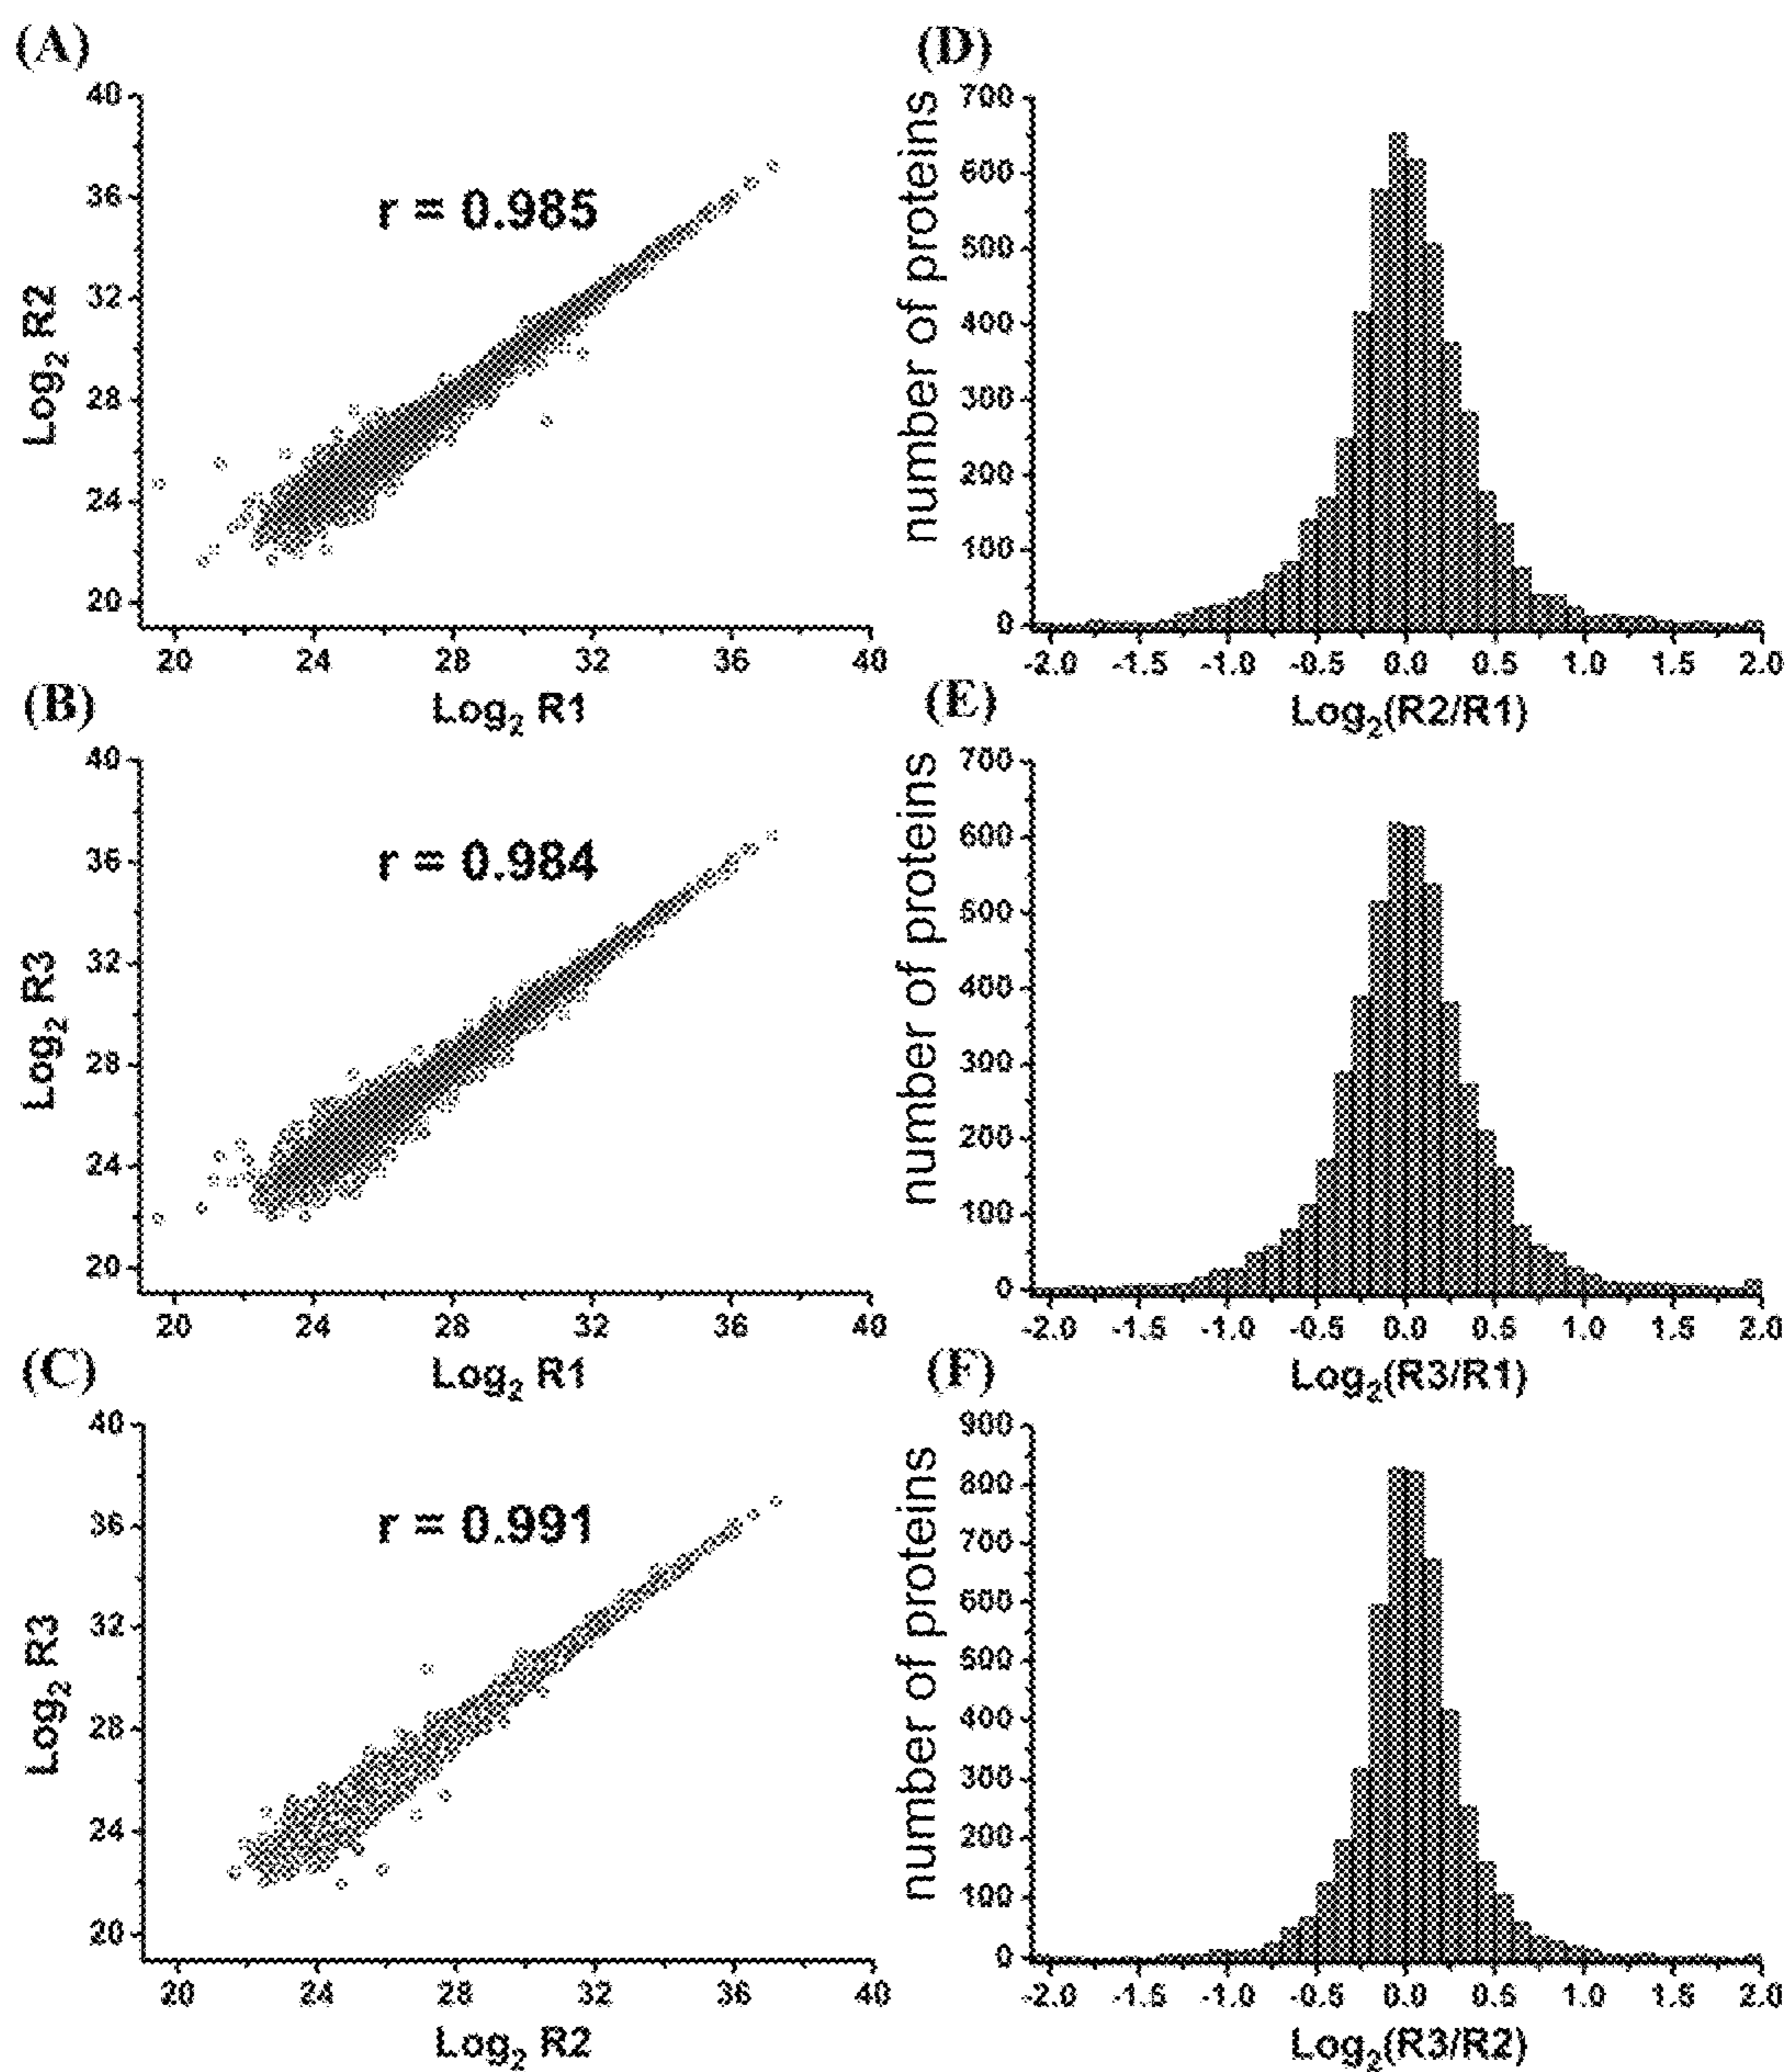 (A)
40
36
32
28
24
20
Log2 R2
r = 0.985
20 24 28 32 36 40
Log2 R1
(D)
700
600
500
400
300
200
100
0
number of proteins
-2.0 -1.5 -1.0 -0.5 0.0 0.5 1.0 1.5 2.0
Log2(R2/R1)
(B)
40
36
32
28
24
20
Log2 R3
r = 0.984
20 24 28 32 36 40
Log2 R1
(E)
700
600
500
400
300
200
100
0
number of proteins
-2.0 -1.5 -1.0 -0.5 0.0 0.5 1.0 1.5 2.0
Log2(R3/R1)
(C)
40
36
32
28
24
20
Log2 R3
r = 0.991
20 24 28 32 36 40
Log2 R2
(F)
900
800
700
600
500
400
300
200
100
0
number of proteins
-2.0 -1.5 -1.0 -0.5 0.0 0.5 1.0 1.5 2.0
Log2(R3/R2)